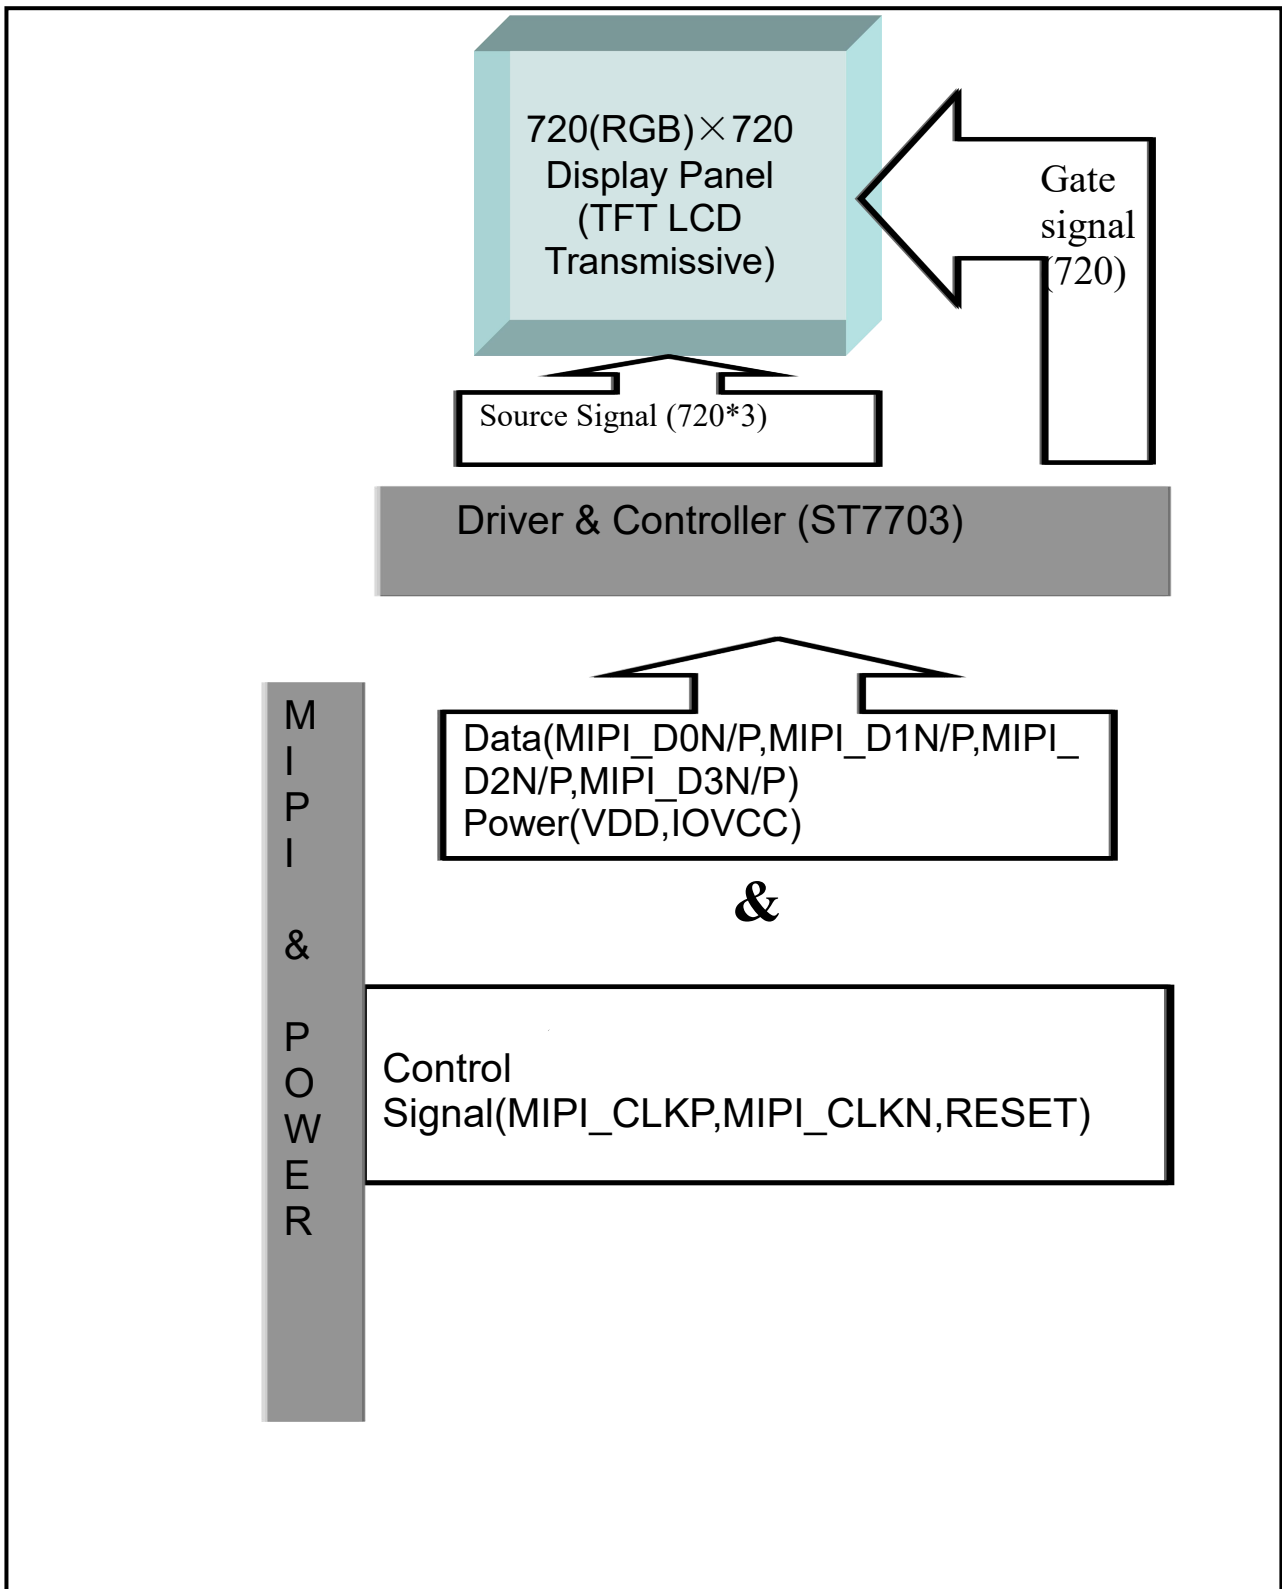 720(RGB)×720
Display Panel
(TFT LCD
Transmissive)
Gate
signal
(720)
Source Signal (720*3)
Driver & Controller (ST7703)
M
I
P
I
&
P
O
W
E
R
Data(MIPI_D0N/P,MIPI_D1N/P,MIPI_
D2N/P,MIPI_D3N/P)
Power(VDD,IOVCC)
&
Control
Signal(MIPI_CLKP,MIPI_CLKN,RESET)